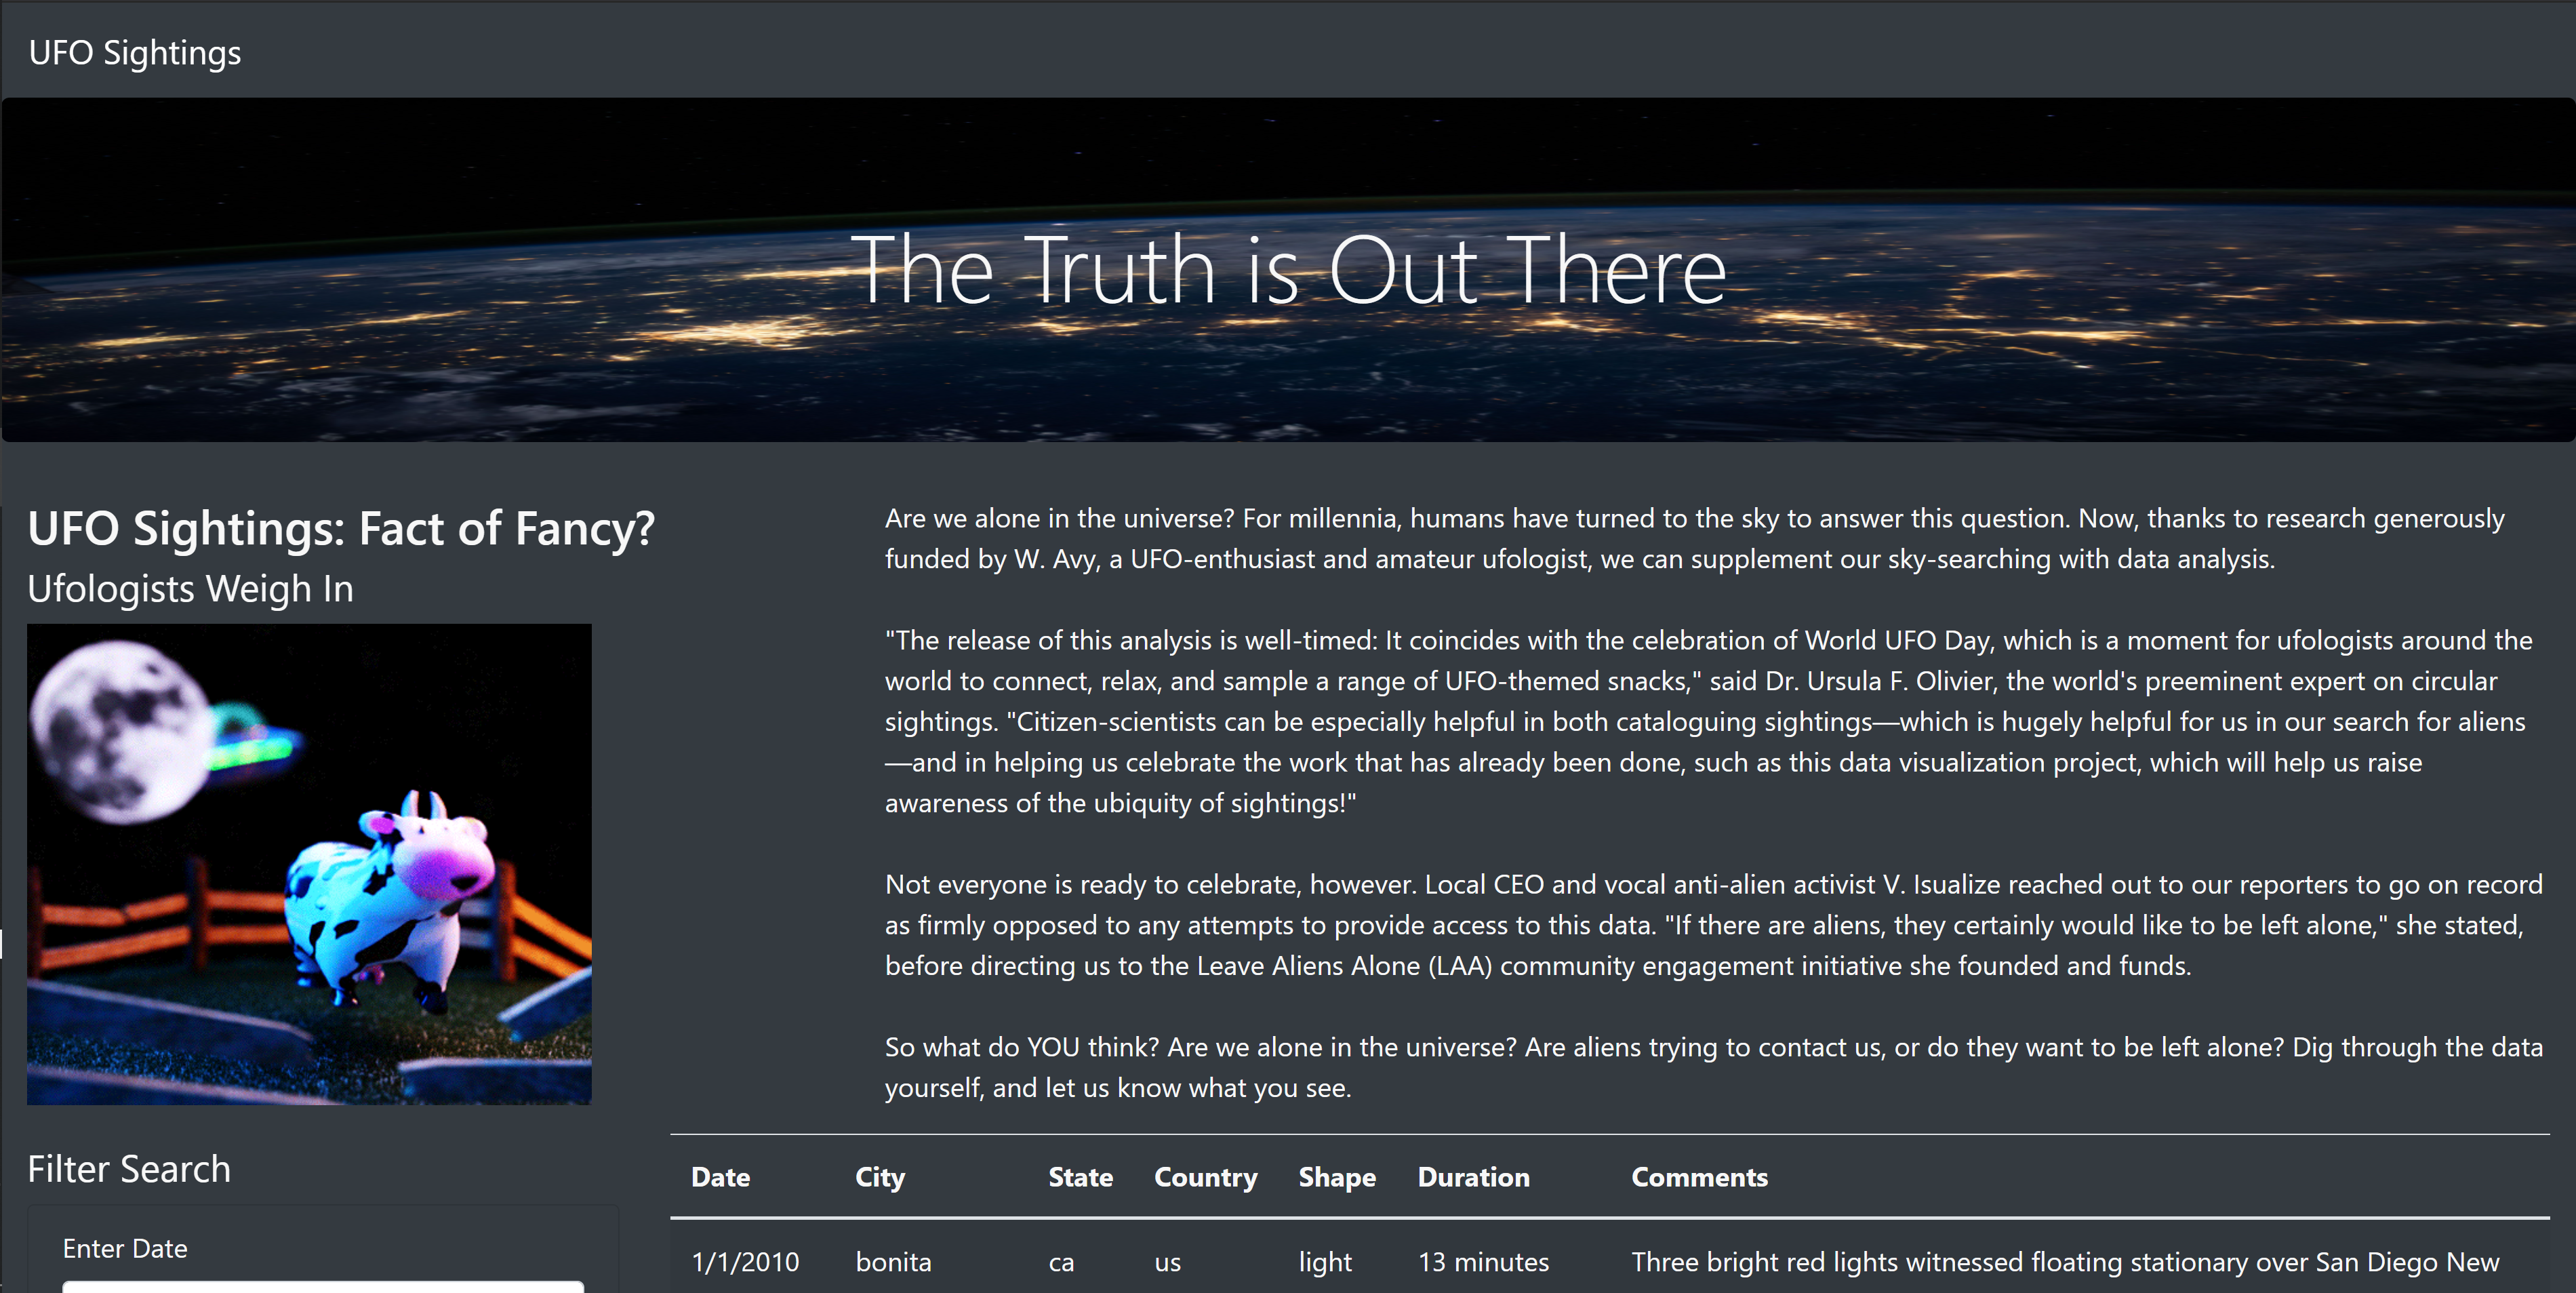 UFO Sightings
The Truth is Out There
UFO Sightings: Fact of Fancy?
Ufologists Weigh In
Are we alone in the universe? For millennia, humans have turned to the sky to answer this question. Now, thanks to research generously
funded by W. Avy, a UFO-enthusiast and amateur ufologist, we can supplement our sky-searching with data analysis.
"The release of this analysis is well-timed: It coincides with the celebration of World UFO Day, which is a moment for ufologists around the
world to connect, relax, and sample a range of UFO-themed snacks," said Dr. Ursula F. Olivier, the world's preeminent expert on circular
sightings. "Citizen-scientists can be especially helpful in both cataloguing sightings—which is hugely helpful for us in our search for aliens
—and in helping us celebrate the work that has already been done, such as this data visualization project, which will help us raise
awareness of the ubiquity of sightings!"
Not everyone is ready to celebrate, however. Local CEO and vocal anti-alien activist V. Isualize reached out to our reporters to go on record
as firmly opposed to any attempts to provide access to this data. "If there are aliens, they certainly would like to be left alone," she stated,
before directing us to the Leave Aliens Alone (LAA) community engagement initiative she founded and funds.
So what do YOU think? Are we alone in the universe? Are aliens trying to contact us, or do they want to be left alone? Dig through the data
yourself, and let us know what you see.
Filter Search
Enter Date
Date City State Country Shape Duration Comments
1/1/2010 bonita ca us light 13 minutes Three bright red lights witnessed floating stationary over San Diego New